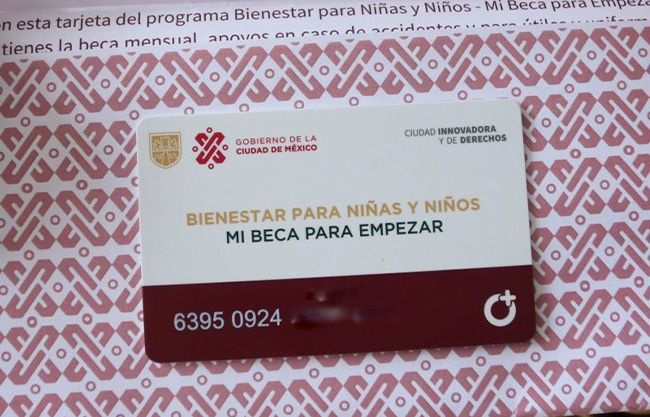 n esta tarjeta del programa Bienestar para Niñas y Niños - Mi Beca para Empeza
tienes la beca mensual, apoyos en caso de accidentes y para útiles y uniform
GOBIERNO DE LA
CIUDAD DE MÉXICO
CIUDAD INNOVADORA
Y DE DERECHOS
BIENESTAR PARA NIÑAS Y NIÑOS
MI BECA PARA EMPEZAR
6395 0924